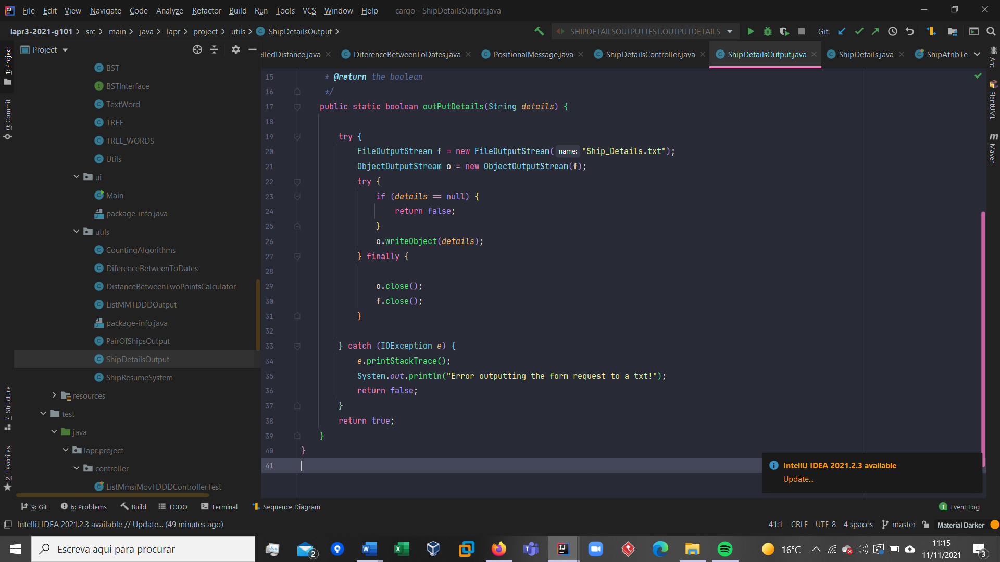 File Edit View Navigate Code Analyze Refactor Build Run Tools VCS Window Help cargo - ShipDetailsOutput.java
lapr3-2021-g101 src main java lapr project utils ShipDetailsOutput
SHIPDETAILSOUTPUTTEST.OUTPUTDETAILS Git:
1: Project
0: Commit
7: Structure
2: Favorites
Project
BST
BSTInterface
TextWord
TREE
TREE_WORDS
Utils
ui
Main
package-info.java
utils
CountingAlgorithms
DiferenceBetweenToDates
DistanceBetweenTwoPointsCalculator
ListMMTDDDOutput
package-info.java
PairOfShipsOutput
ShipDetailsOutput
ShipResumeSystem
resources
test
java
lapr.project
controller
ListMmsiMovTDDDControllerTest
elledDistance.java DiferenceBetweenToDates.java PositionalMessage.java ShipDetailsController.java ShipDetailsOutput.java ShipDetails.java ShipAtribTe
15 * @return the boolean
16 */
17 public static boolean outPutDetails(String details) {
18
19 try {
20 FileOutputStream f = new FileOutputStream( name: "Ship_Details.txt");
21 ObjectOutputStream o = new ObjectOutputStream(f);
22 try {
23 if (details == null) {
24 return false;
25 }
26 o.writeObject(details);
27 } finally {
28
29 o.close();
30 f.close();
31 }
32
33 } catch (IOException e) {
34 e.printStackTrace();
35 System.out.println("Error outputting the form request to a txt!");
36 return false;
37 }
38 return true;
39 }
40 }
41
Ant
PlantUML
m Maven
IntelliJ IDEA 2021.2.3 available
Update...
9: Git 6: Problems Build TODO Terminal Sequence Diagram 1 Event Log
IntelliJ IDEA 2021.2.3 available // Update... (49 minutes ago) 41:1 CRLF UTF-8 4 spaces master Material Darker
Escreva aqui para procurar 2 16°C 11:15
11/11/2021 3